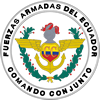 FUERZAS ARMADAS DEL ECUADOR
COMANDO CONJUNTO